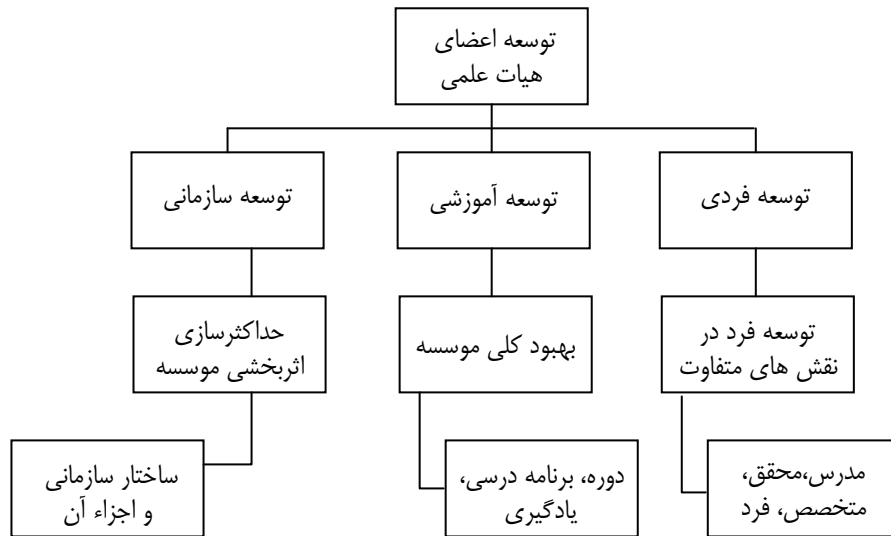 توسعه اعضای
هیات علمی
توسعه فردی
توسعه آموزشی
توسعه سازمانی
توسعه فرد در
نقش های متفاوت
بهبود کلی موسسه
حداکثرسازی
اثربخشی موسسه
مدرس،محقق،
متخصص، فرد
دوره، برنامه درسی،
یادگیری
ساختار سازمانی
و اجزاء آن